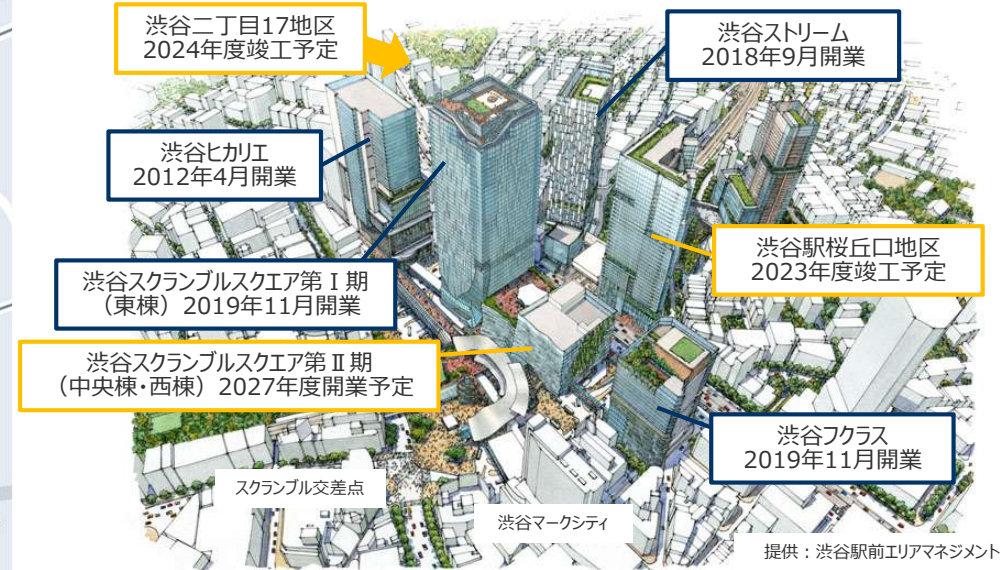 渋谷二丁目17地区
2024年度竣工予定
渋谷ストリーム
2018年9月開業
渋谷ヒカリエ
2012年4月開業
渋谷駅桜丘口地区
2023年度竣工予定
渋谷スクランブルスクエア第Ⅰ期
（東棟）2019年11月開業
渋谷スクランブルスクエア第Ⅱ期
（中央棟・西棟）2027年度開業予定
渋谷フクラス
2019年11月開業
スクランブル交差点
渋谷マークシティ
提供：渋谷駅前エリアマネジメント